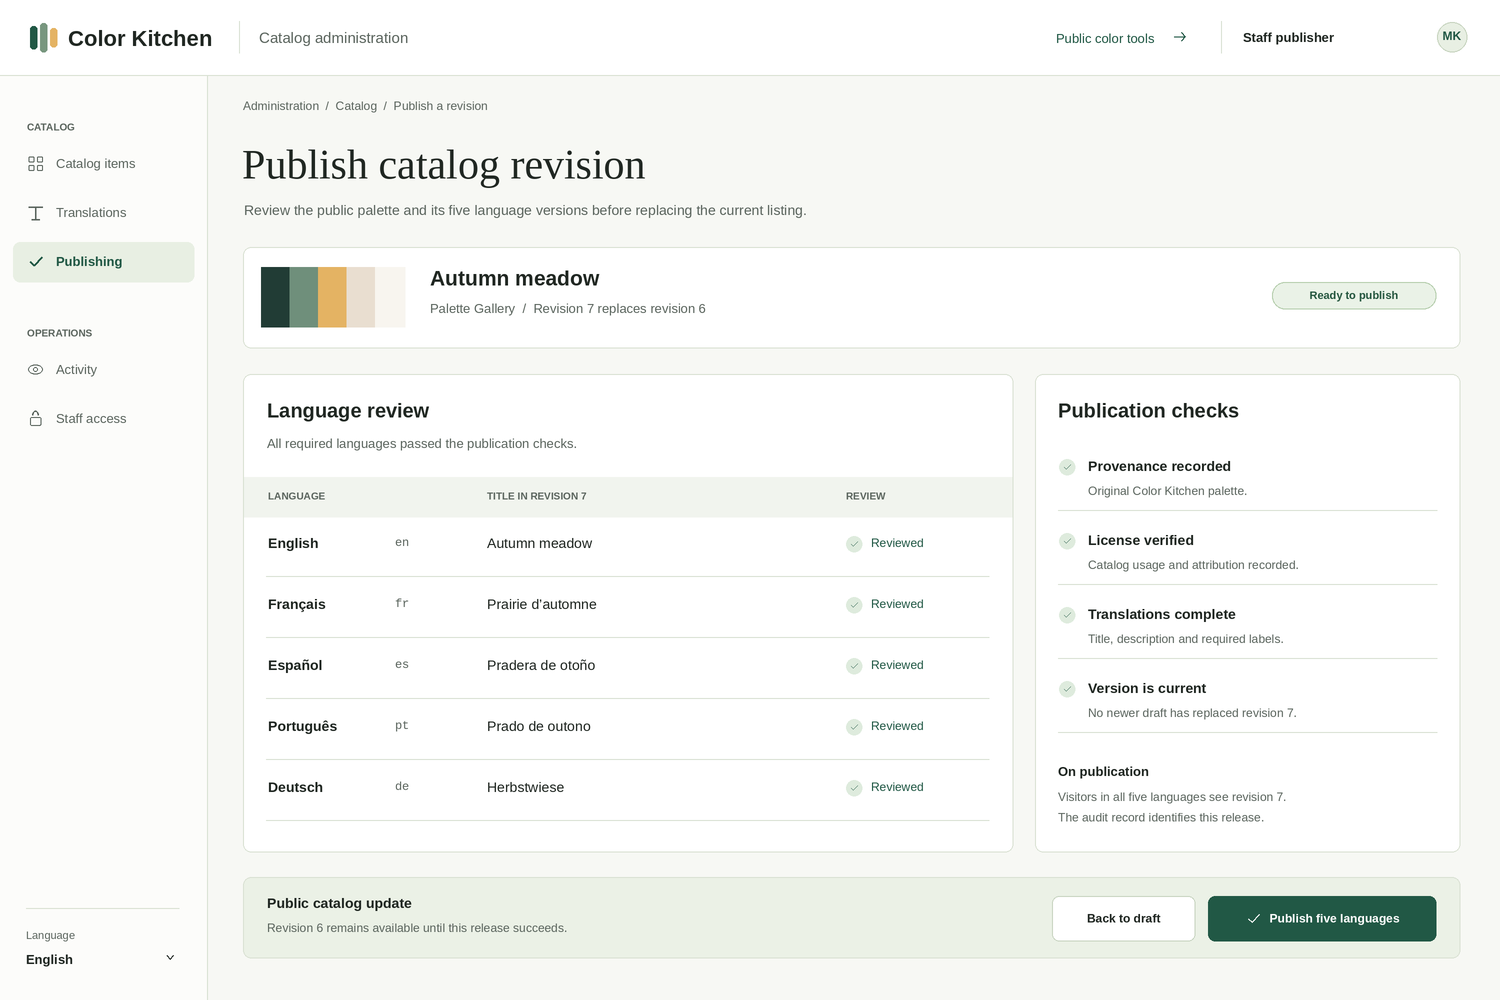 Color Kitchen
Catalog administration
Public color tools
Staff publisher
MK
CATALOG
Catalog items
Translations
Publishing
OPERATIONS
Activity
Staff access
Language
English
Administration / Catalog / Publish a revision
Publish catalog revision
Review the public palette and its five language versions before replacing the current listing.
Autumn meadow
Palette Gallery / Revision 7 replaces revision 6
Ready to publish
Language review
All required languages passed the publication checks.
LANGUAGE TITLE IN REVISION 7 REVIEW
English en Autumn meadow Reviewed
Français fr Prairie d'automne Reviewed
Español es Pradera de otoño Reviewed
Português pt Prado de outono Reviewed
Deutsch de Herbstwiese Reviewed
Publication checks
Provenance recorded
Original Color Kitchen palette.
License verified
Catalog usage and attribution recorded.
Translations complete
Title, description and required labels.
Version is current
No newer draft has replaced revision 7.
On publication
Visitors in all five languages see revision 7.
The audit record identifies this release.
Public catalog update
Revision 6 remains available until this release succeeds.
Back to draft
Publish five languages